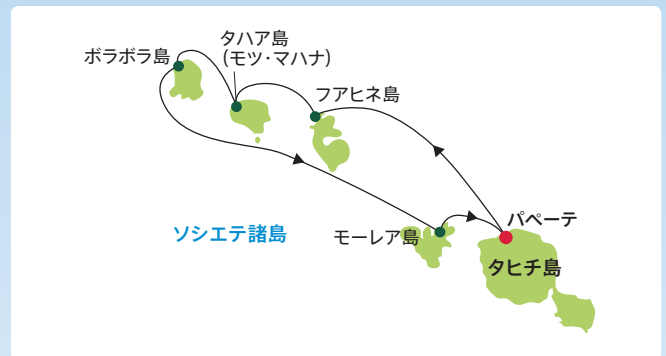 タハア島
(モツ・マハナ)
ボラボラ島
フアヒネ島
ソシエテ諸島
モーレア島
パペーテ
タヒチ島